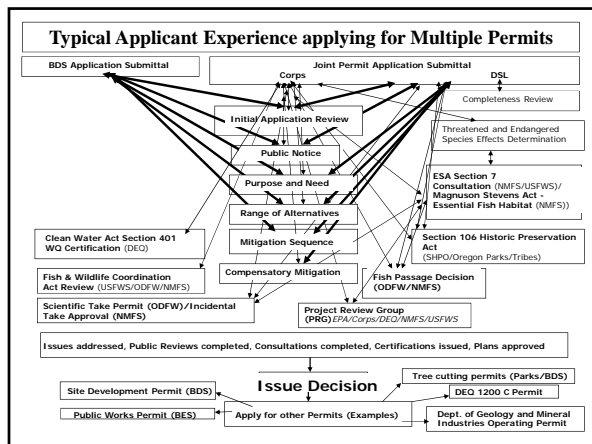 Typical Applicant Experience applying for Multiple Permits
BDS Application Submittal
Joint Permit Application Submittal
Corps
DSL
Completeness Review
Initial Application Review
Threatened and Endangered
Species Effects Determination
Public Notice
ESA Section 7
Consultation (NMFS/USFWS)/
Magnuson Stevens Act -
Essential Fish Habitat (NMFS))
Purpose and Need
Range of Alternatives
Mitigation Sequence
Compensatory Mitigation
Clean Water Act Section 401
WQ Certification (DEQ)
Section 106 Historic Preservation
Act
(SHPO/Oregon Parks/Tribes)
Fish & Wildlife Coordination
Act Review (USFWS/ODFW/NMFS)
Fish Passage Decision
(ODFW/NMFS)
Scientific Take Permit (ODFW)/Incidental
Take Approval (NMFS)
Project Review Group
(PRG)EPA/Corps/DEQ/NMFS/USFWS
Issues addressed, Public Reviews completed, Consultations completed, Certifications issued, Plans approved
Issue Decision
Tree cutting permits (Parks/BDS)
Site Development Permit (BDS)
DEQ 1200 C Permit
Public Works Permit (BES)
Apply for other Permits (Examples)
Dept. of Geology and Mineral
Industries Operating Permit